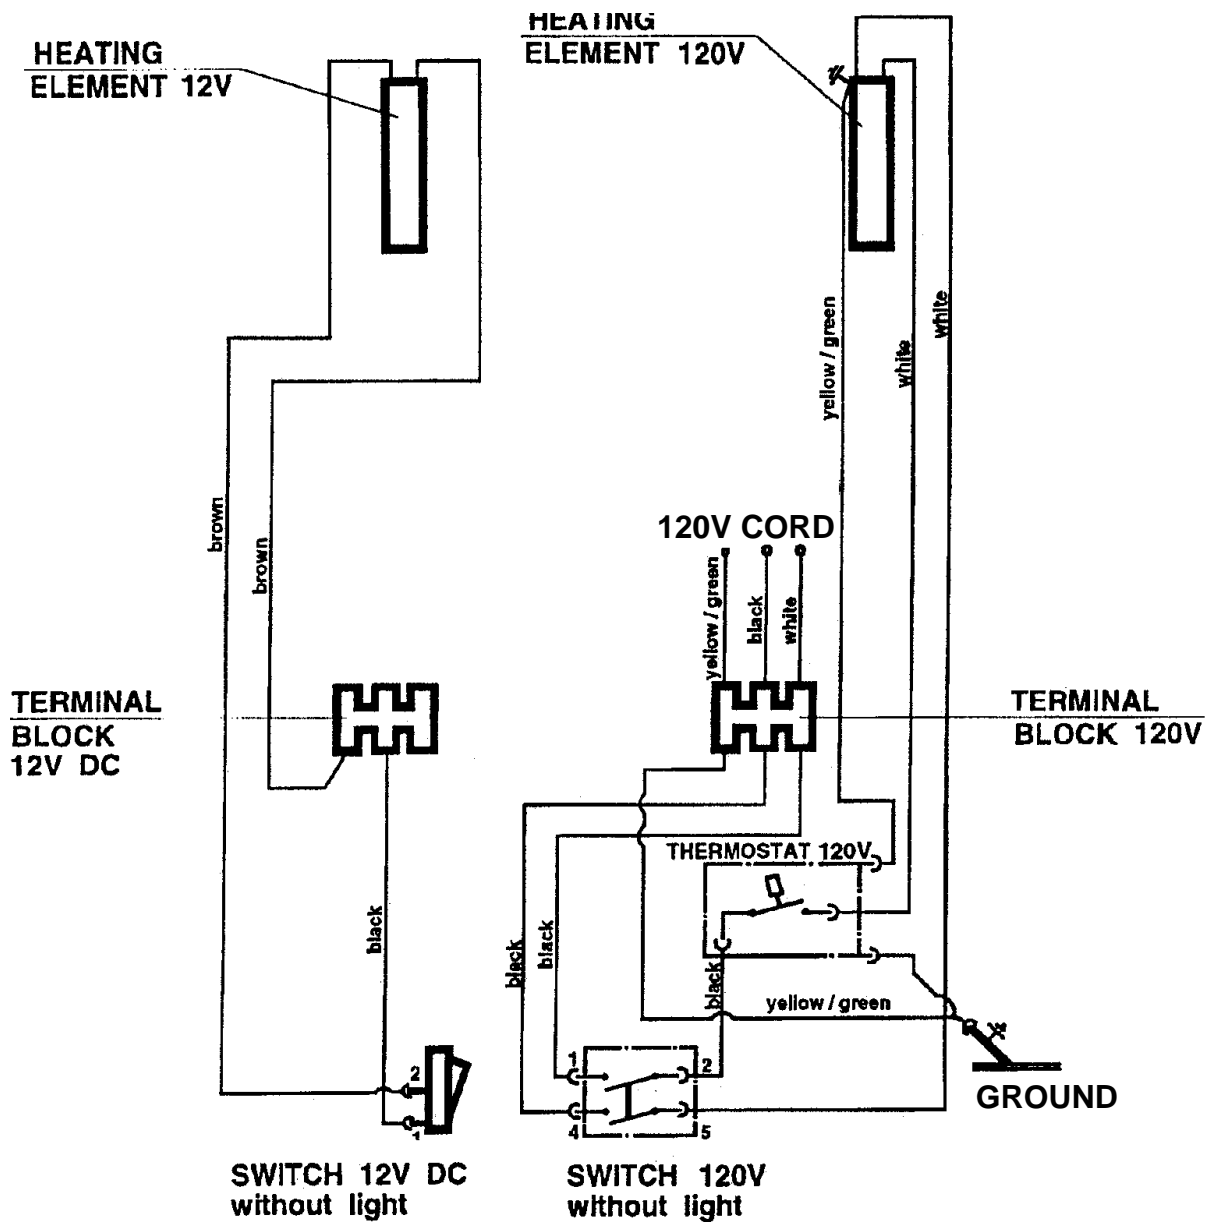 HEATING
ELEMENT 12V
HEATING
ELEMENT 120V
yellow / green
white
white
brown
brown
120V CORD
yellow / green
black
white
TERMINAL
BLOCK
12V DC
TERMINAL
BLOCK 120V
THERMOSTAT 120V
black
black
black
black
yellow / green
GROUND
2
1
1
2
4
5
SWITCH 12V DC
without light
SWITCH 120V
without light